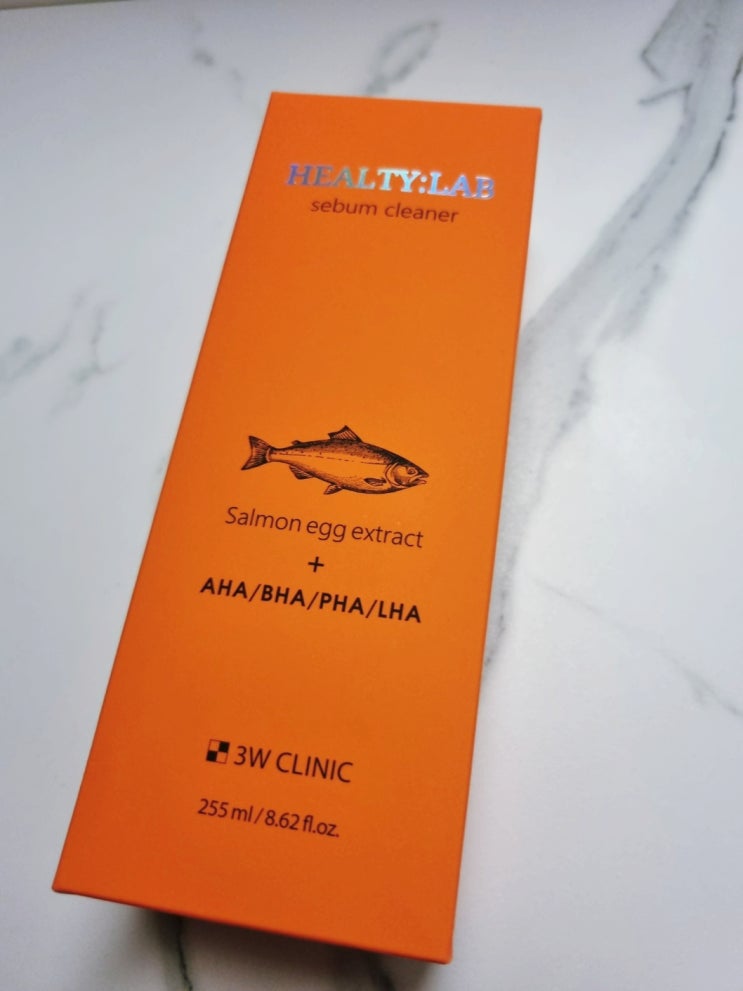 HEALTY:LAB
sebum cleaner
Salmon egg extract
+
AHA/BHA/PHA/LHA
3W CLINIC
255 ml / 8.62 fl.oz.